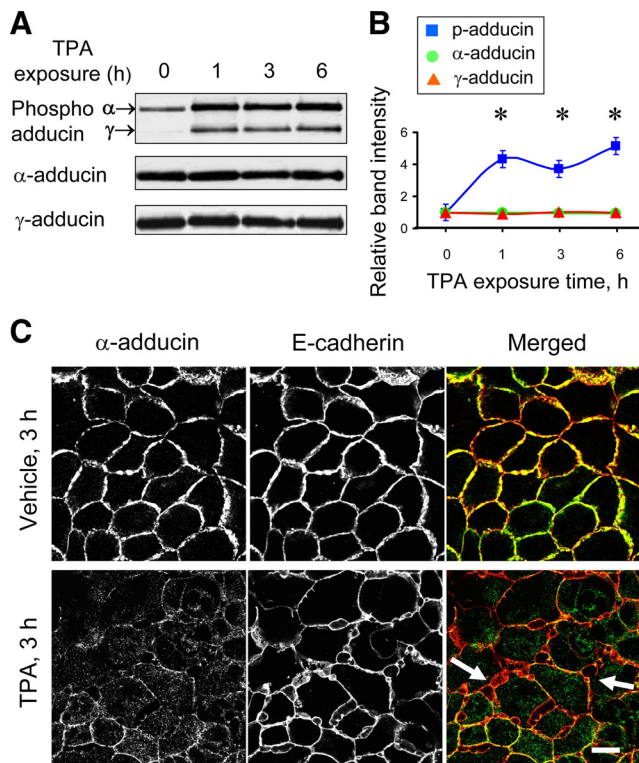 A
TPA
exposure (h) 0 1 3 6
Phospho α→
adducin γ→
α-adducin
γ-adducin
B
p-adducin
α-adducin
γ-adducin
* * *
Relative band intensity
6
4
2
0
0 1 3 6
TPA exposure time, h
C
α-adducin E-cadherin Merged
Vehicle, 3 h
TPA, 3 h